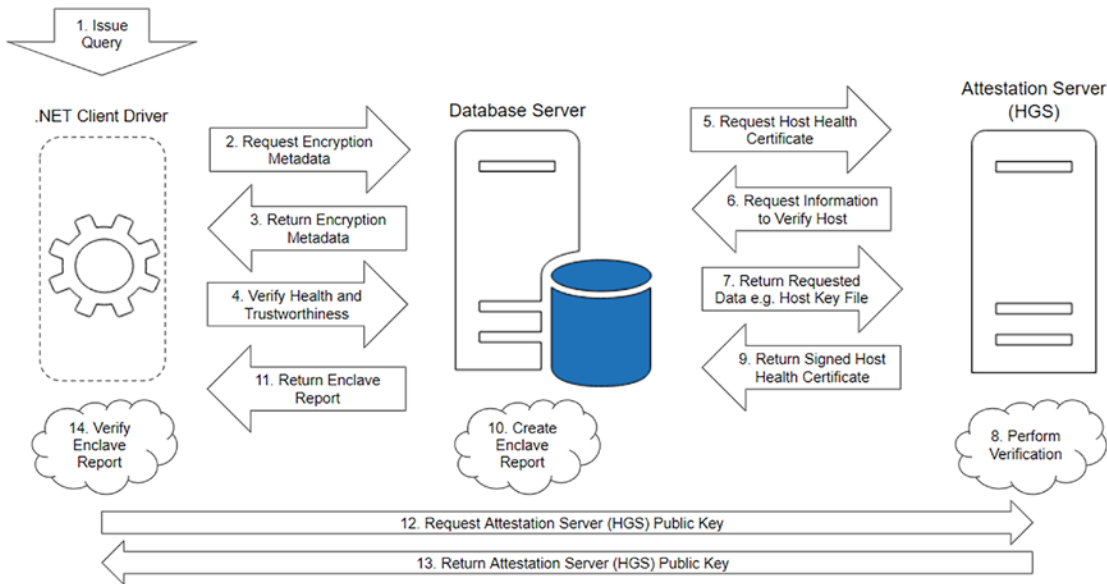 1. Issue
Query
.NET Client Driver
Database Server
Attestation Server
(HGS)
2. Request Encryption
Metadata
3. Return Encryption
Metadata
4. Verify Health and
Trustworthiness
11. Return Enclave
Report
5. Request Host Health
Certificate
6. Request Information
to Verify Host
7. Return Requested
Data e.g. Host Key File
9. Return Signed Host
Health Certificate
14. Verify
Enclave
Report
10. Create
Enclave
Report
8. Perform
Verification
12. Request Attestation Server (HGS) Public Key
13. Return Attestation Server (HGS) Public Key